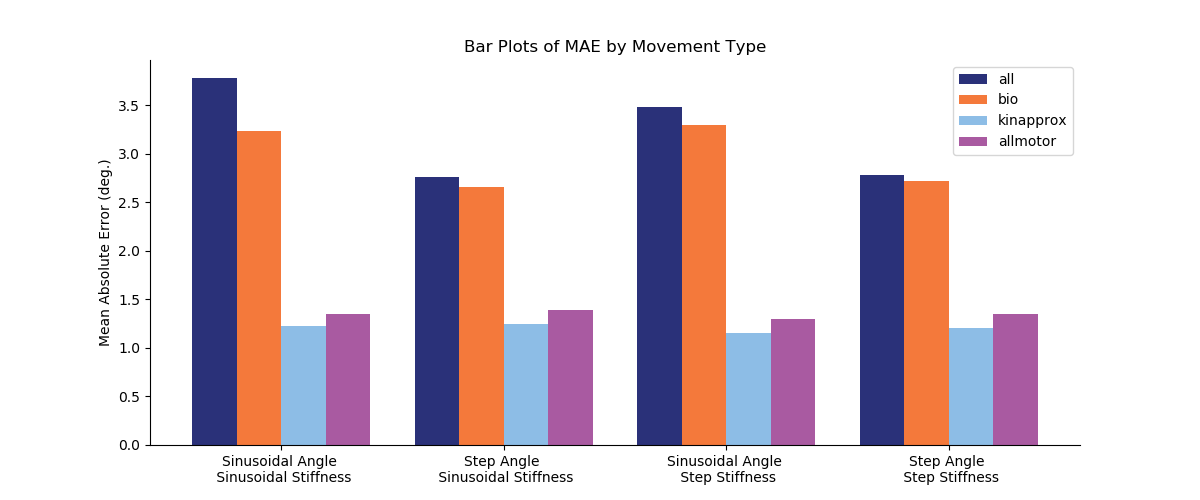 Bar Plots of MAE by Movement Type
all
bio
kinapprox
allmotor
Mean Absolute Error (deg.)
3.5
3.0
2.5
2.0
1.5
1.0
0.5
0.0
Sinusoidal Angle
Sinusoidal Stiffness
Step Angle
Sinusoidal Stiffness
Sinusoidal Angle
Step Stiffness
Step Angle
Step Stiffness